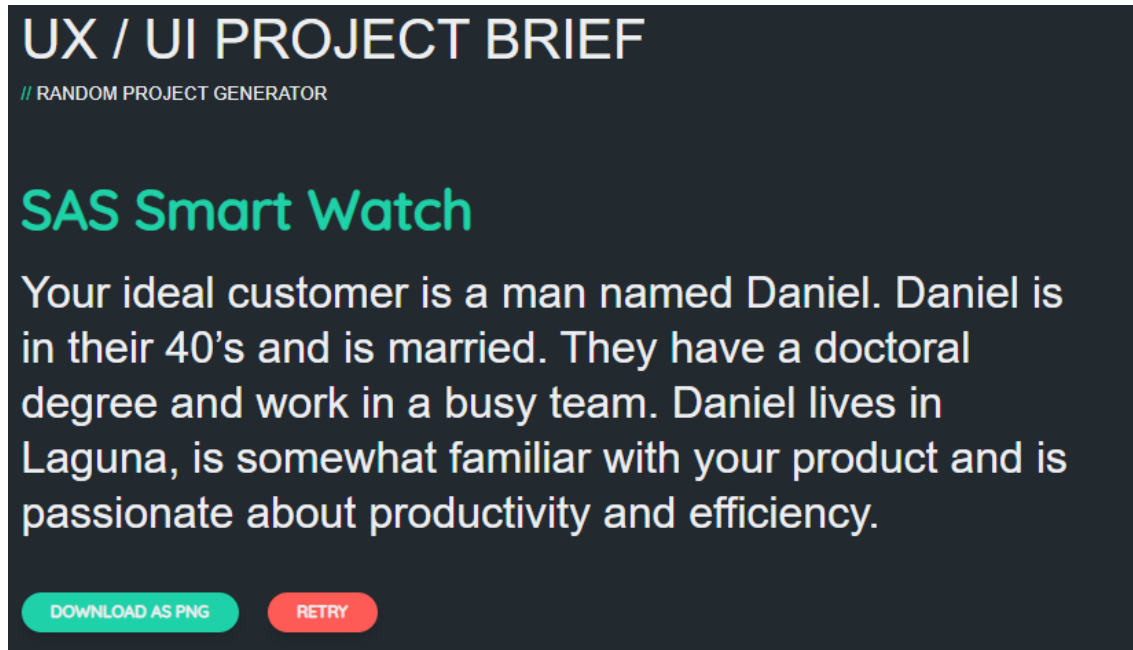 UX / UI PROJECT BRIEF
// RANDOM PROJECT GENERATOR
SAS Smart Watch
Your ideal customer is a man named Daniel. Daniel is
in their 40’s and is married. They have a doctoral
degree and work in a busy team. Daniel lives in
Laguna, is somewhat familiar with your product and is
passionate about productivity and efficiency.
DOWNLOAD AS PNG
RETRY